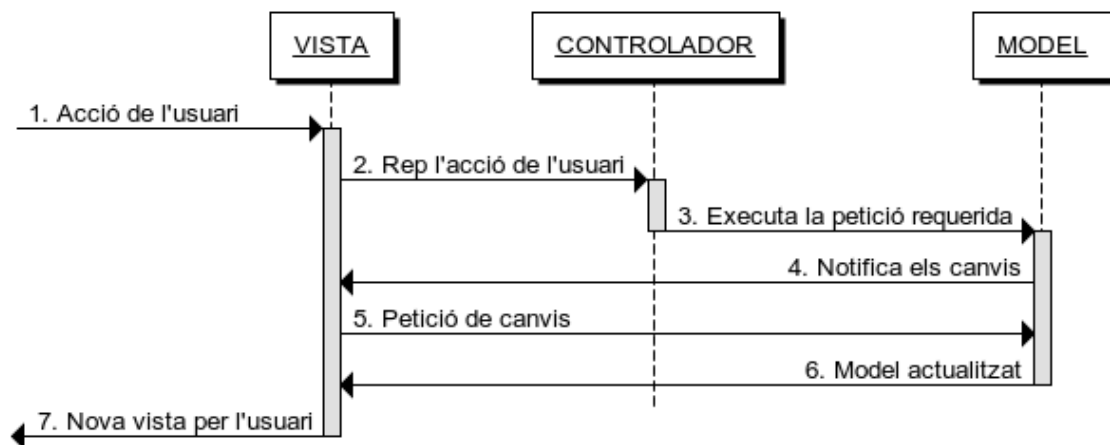 VISTA
CONTROLADOR
MODEL
1. Acció de l'usuari
2. Rep l'acció de l'usuari
3. Executa la petició requerida
4. Notifica els canvis
5. Petició de canvis
6. Model actualitzat
7. Nova vista per l'usuari